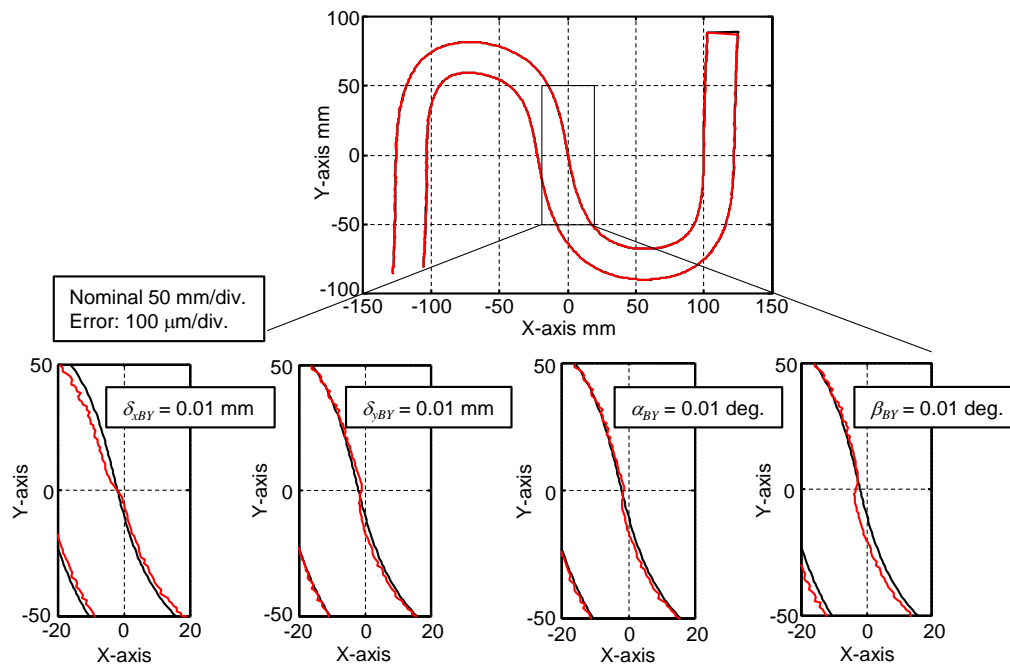 100
50
0
-50
-100
Y-axis mm
-150 -100 -50 0 50 100 150
X-axis mm
Nominal 50 mm/div.
Error: 100 μm/div.
50
0
-50
Y-axis
δxBY = 0.01 mm
-20 0 20
X-axis
50
0
-50
Y-axis
δyBY = 0.01 mm
-20 0 20
X-axis
50
0
-50
Y-axis
αBY = 0.01 deg.
-20 0 20
X-axis
50
0
-50
Y-axis
βBY = 0.01 deg.
-20 0 20
X-axis